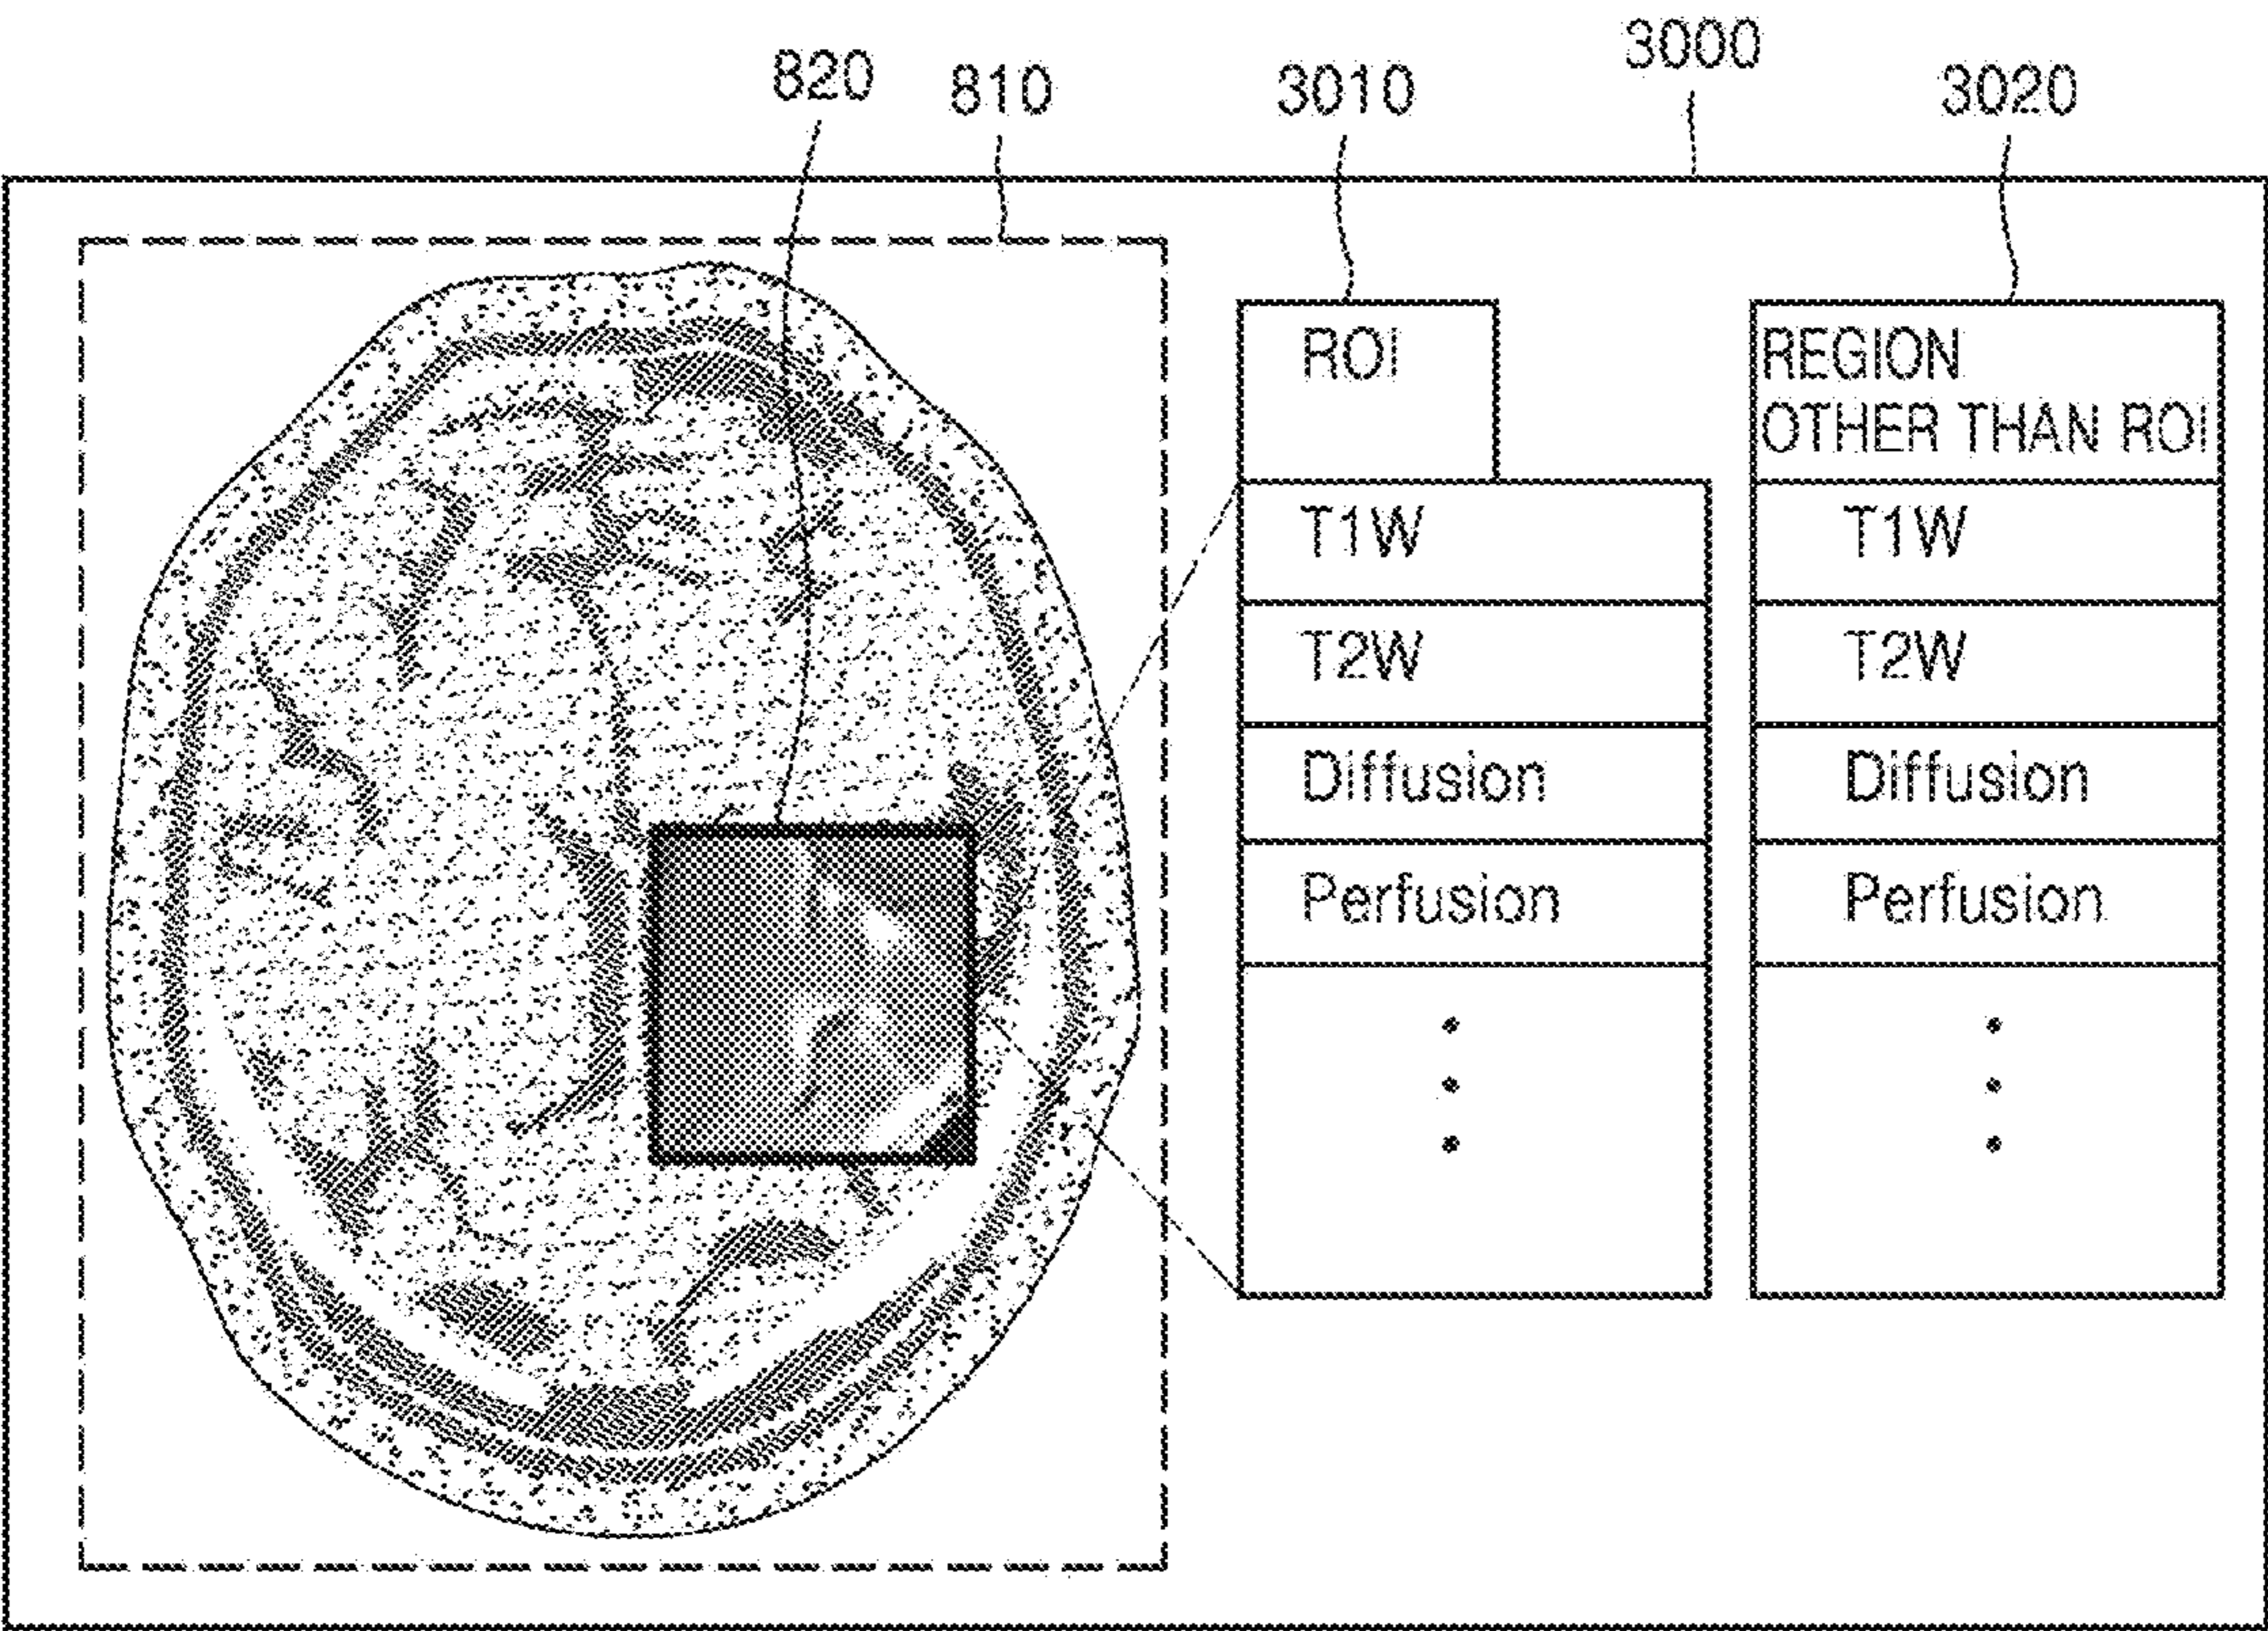 820
810
3010
3000
3020
ROI
REGION
OTHER THAN ROI
T1W
T1W
T2W
T2W
Diffusion
Diffusion
Perfusion
Perfusion